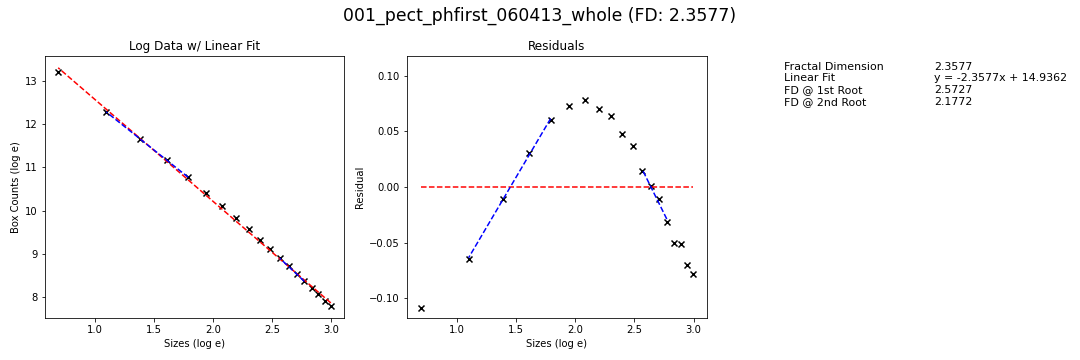 001_pect_phfirst_060413_whole (FD: 2.3577)
Log Data w/ Linear Fit
Box Counts (log e)
13
12
11
10
9
8
1.0 1.5 2.0 2.5 3.0
Sizes (log e)
Residuals
Residual
0.10
0.05
0.00
−0.05
−0.10
1.0 1.5 2.0 2.5 3.0
Sizes (log e)
Fractal Dimension 2.3577
Linear Fit y = -2.3577x + 14.9362
FD @ 1st Root 2.5727
FD @ 2nd Root 2.1772